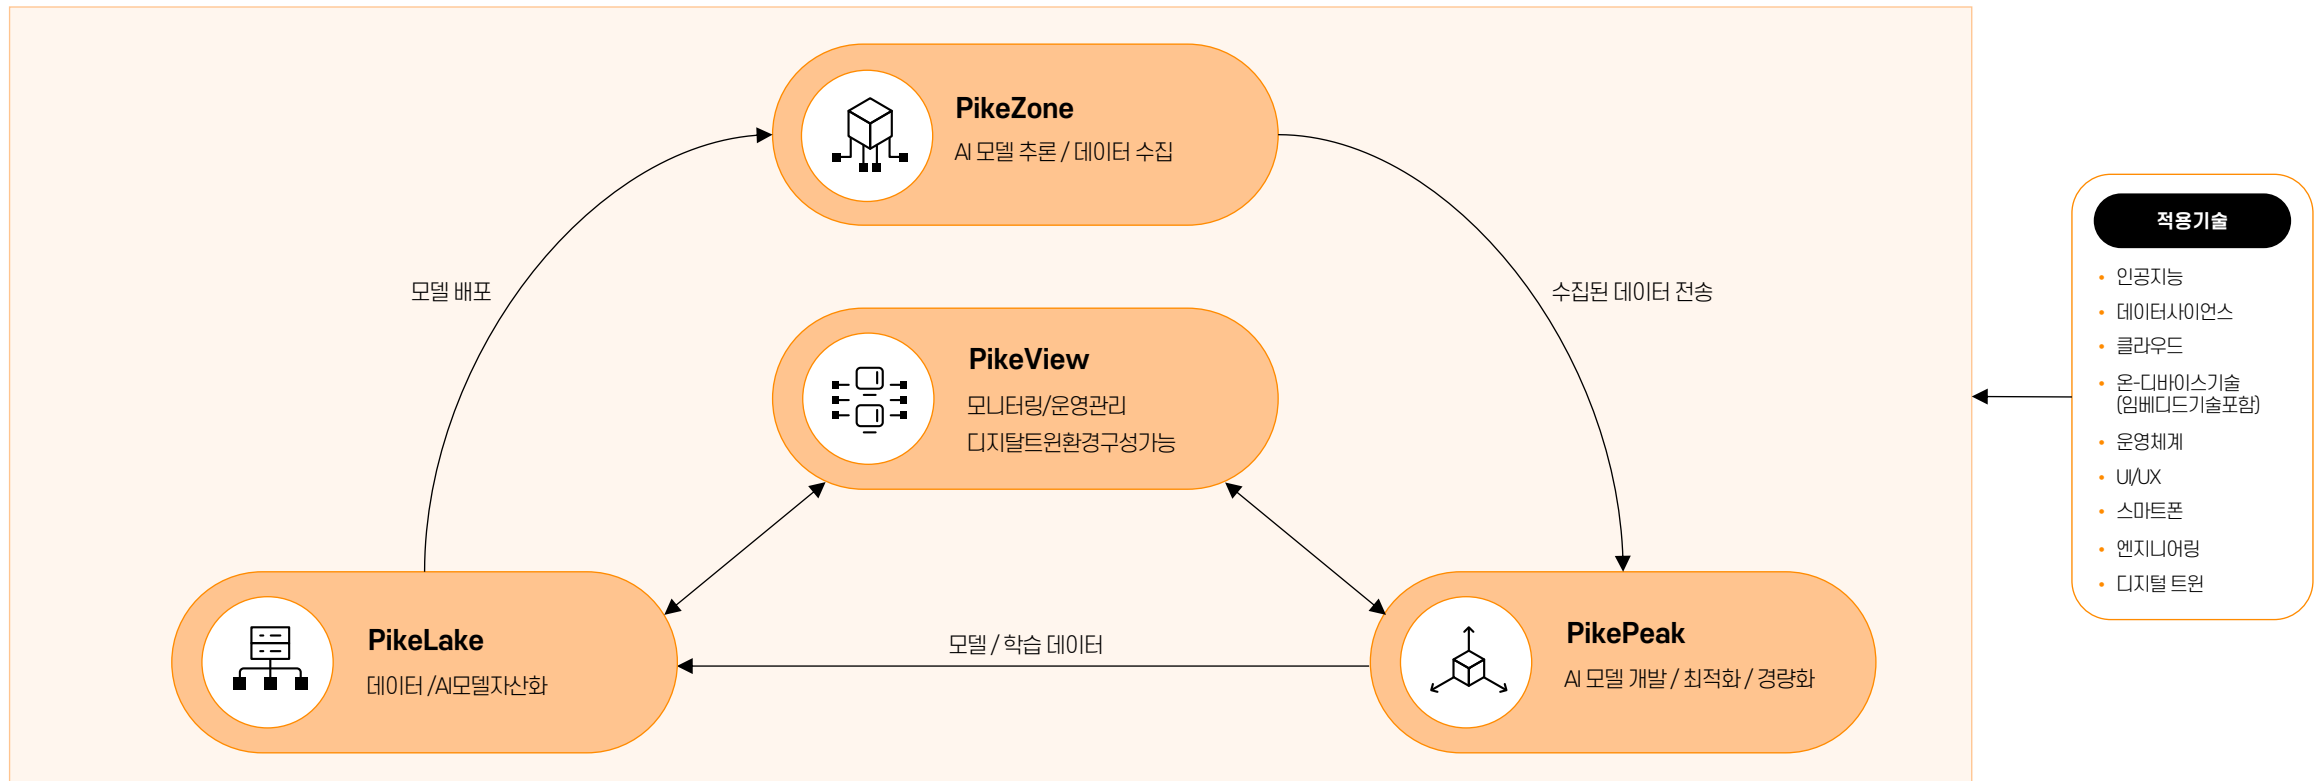 PikeZone
AI 모델 추론 / 데이터 수집
모델 배포
수집된 데이터 전송
PikeView
모니터링/운영관리
디지탈트윈환경구성가능
PikeLake
데이터 /AI모델자산화
모델 / 학습 데이터
PikePeak
AI 모델 개발 / 최적화 / 경량화
적용기술
• 인공지능
• 데이터사이언스
• 클라우드
• 온-디바이스기술
(임베디드기술포함)
• 운영체계
• UI/UX
• 스마트폰
• 엔지니어링
• 디지털 트윈